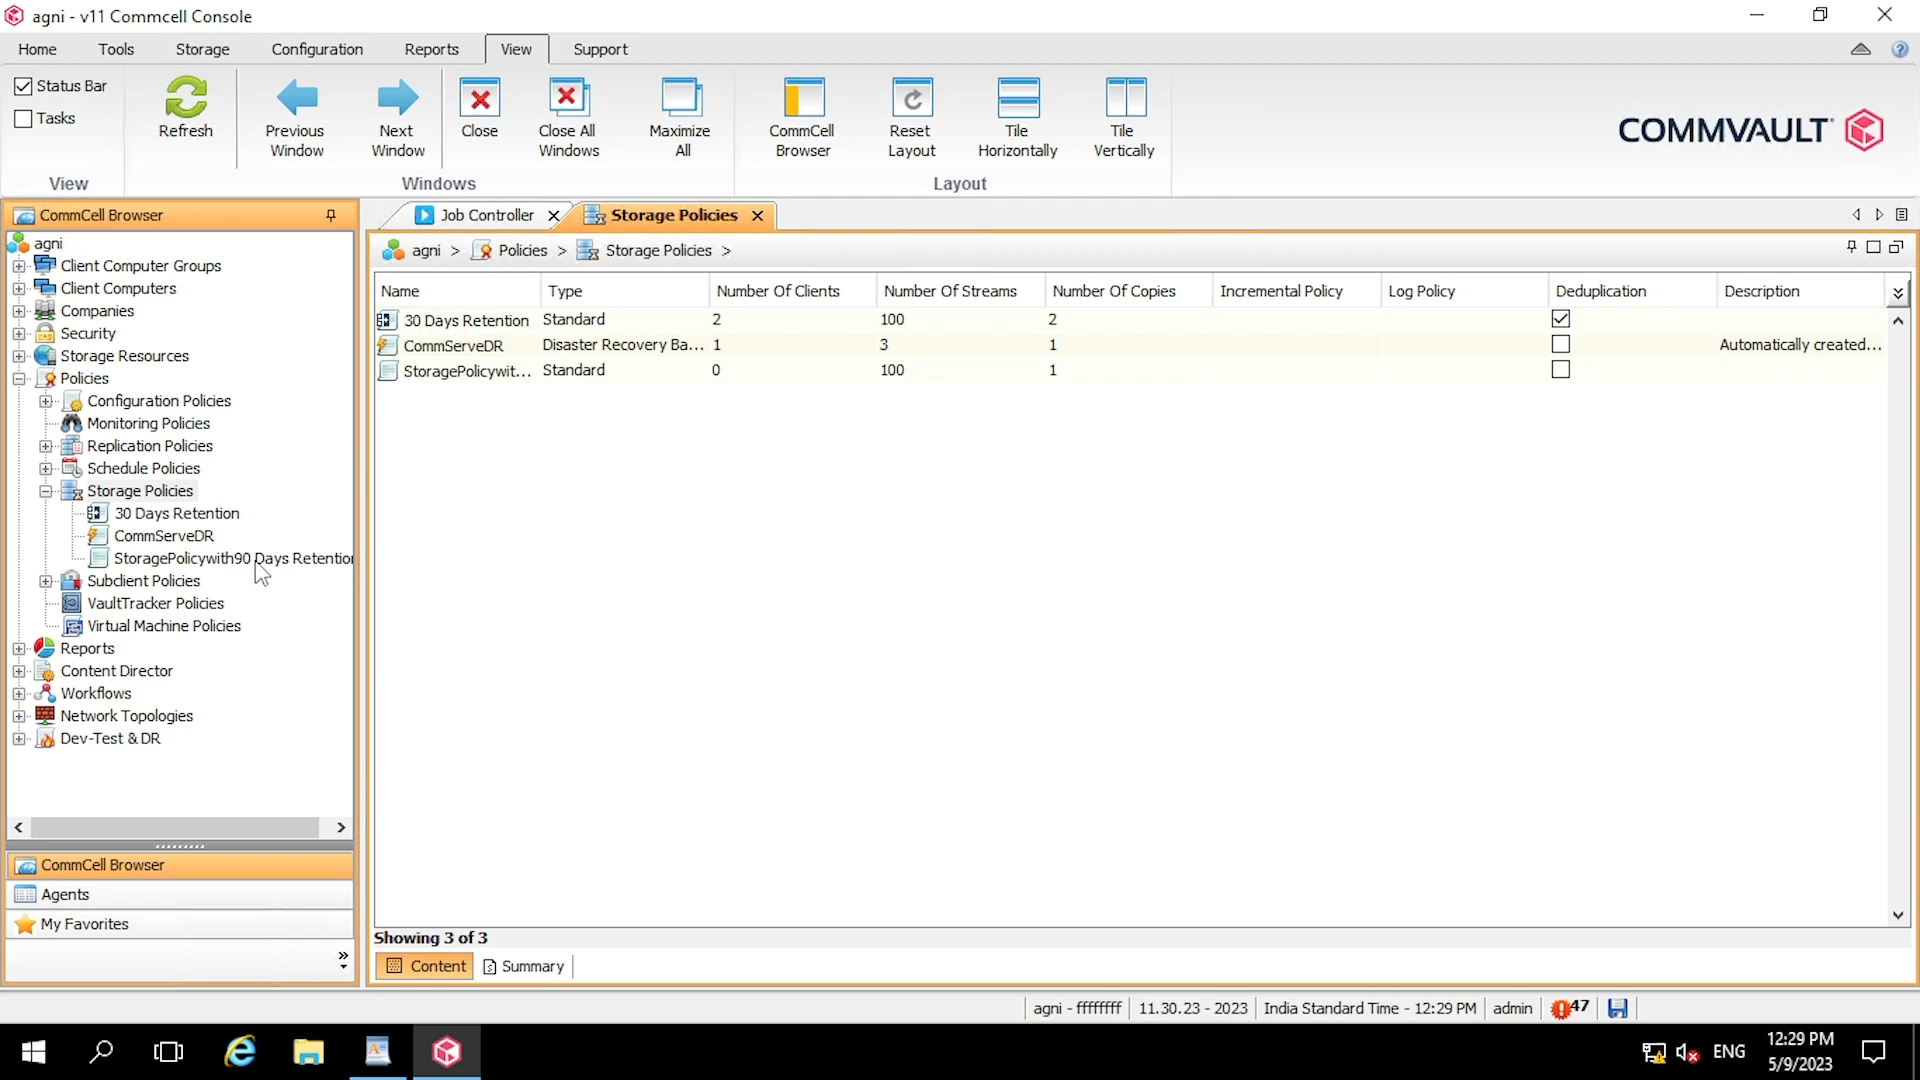 agni - v11 Commcell Console
Home Tools Storage Configuration Reports View Support
Status Bar
Tasks
Refresh
Previous Window
Next Window
Close
Close All Windows
Maximize All
CommCell Browser
Reset Layout
Tile Horizontally
Tile Vertically
COMMVAULT
View Windows Layout
CommCell Browser
agni
Client Computer Groups
Client Computers
Companies
Security
Storage Resources
Policies
Configuration Policies
Monitoring Policies
Replication Policies
Schedule Policies
Storage Policies
30 Days Retention
CommServeDR
StoragePolicywith90 Days Retention
Subclient Policies
VaultTracker Policies
Virtual Machine Policies
Reports
Content Director
Workflows
Network Topologies
Dev-Test & DR
CommCell Browser
Agents
My Favorites
Job Controller Storage Policies
agni > Policies > Storage Policies >
Name Type Number Of Clients Number Of Streams Number Of Copies Incremental Policy Log Policy Deduplication Description
30 Days Retention Standard 2 100 2
CommServeDR Disaster Recovery Ba... 1 3 1 Automatically created...
StoragePolicywit... Standard 0 100 1
Showing 3 of 3
Content Summary
agni - ffffffff 11.30.23 - 2023 India Standard Time - 12:29 PM admin 47
ENG
12:29 PM
5/9/2023